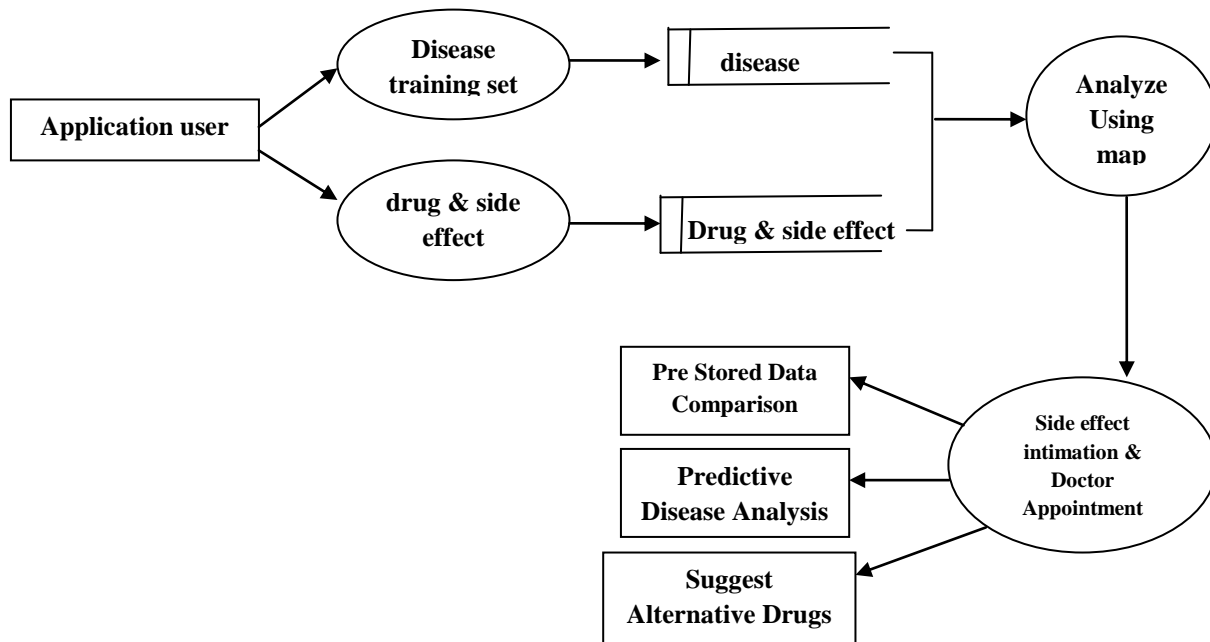 Disease
training set
disease
Application user
Analyze
Using
map
drug & side
effect
Drug & side effect
Pre Stored Data
Comparison
Side effect
intimation &
Doctor
Appointment
Predictive
Disease Analysis
Suggest
Alternative Drugs